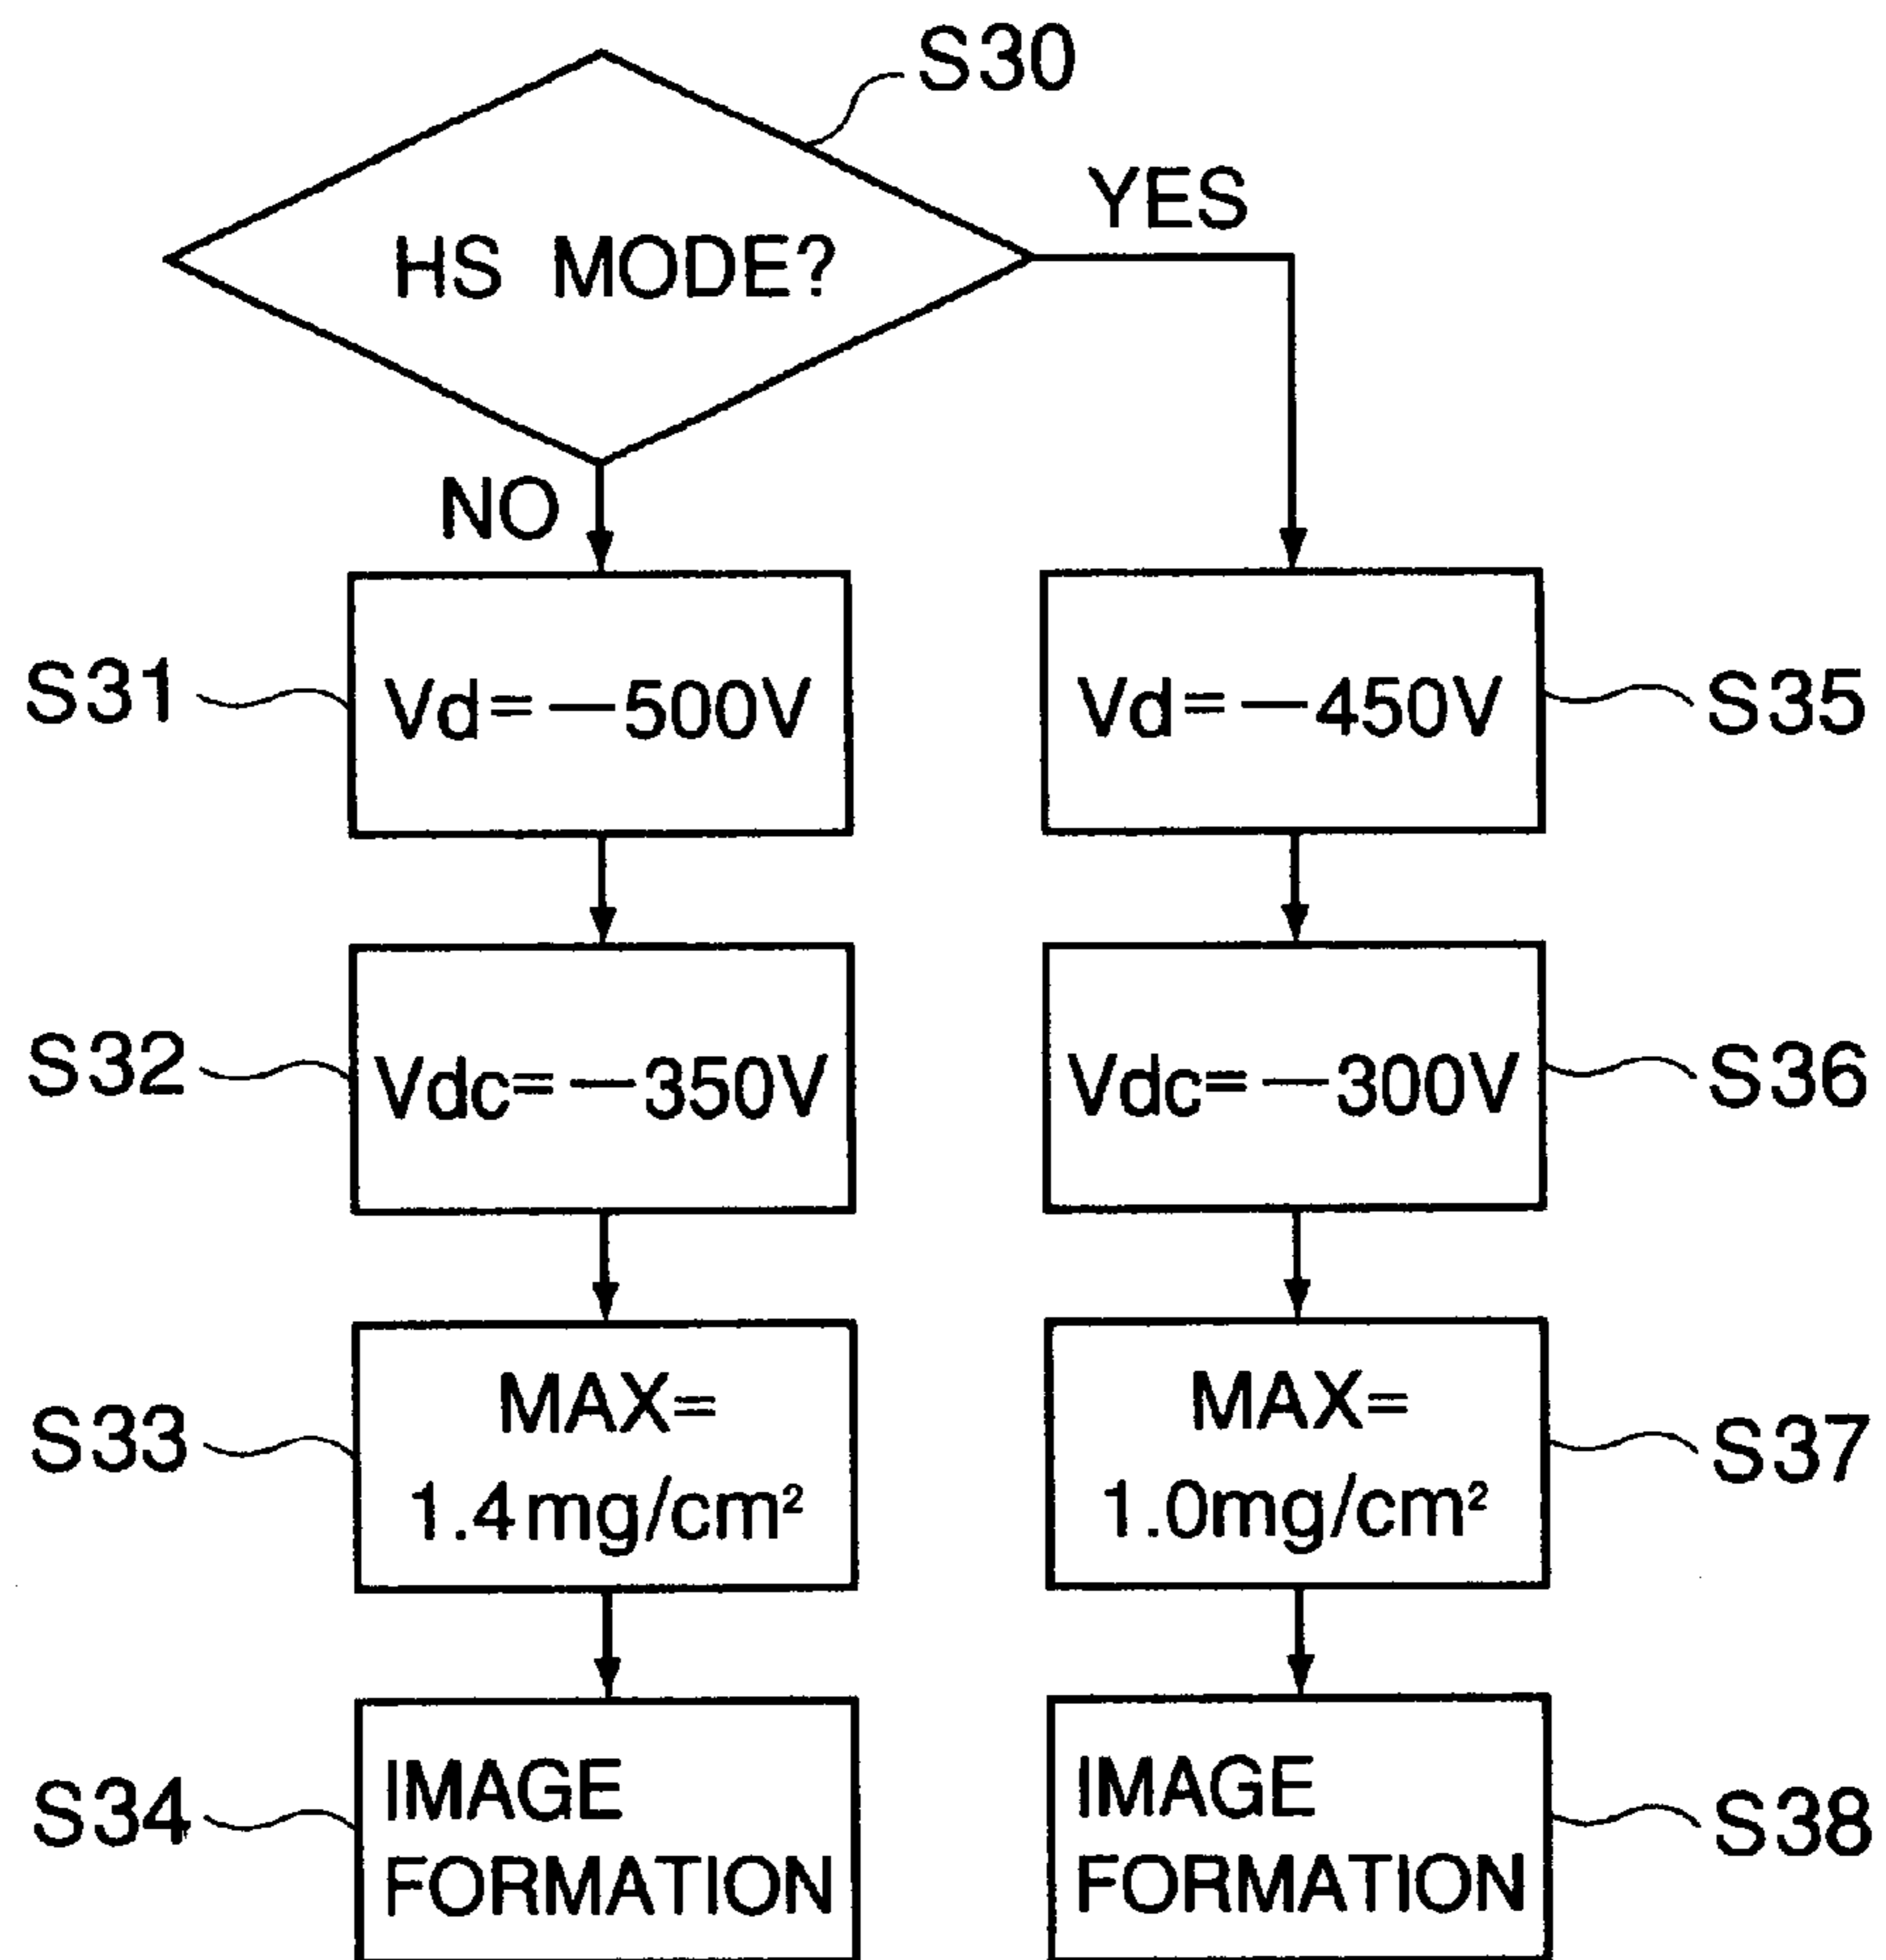 S30
HS MODE?
YES
NO
S31
Vd=—500V
Vd=—450V
S35
S32
Vdc=—350V
Vdc=—300V
S36
S33
MAX=
1.4mg/cm²
MAX=
1.0mg/cm²
S37
S34
IMAGE
FORMATION
IMAGE
FORMATION
S38